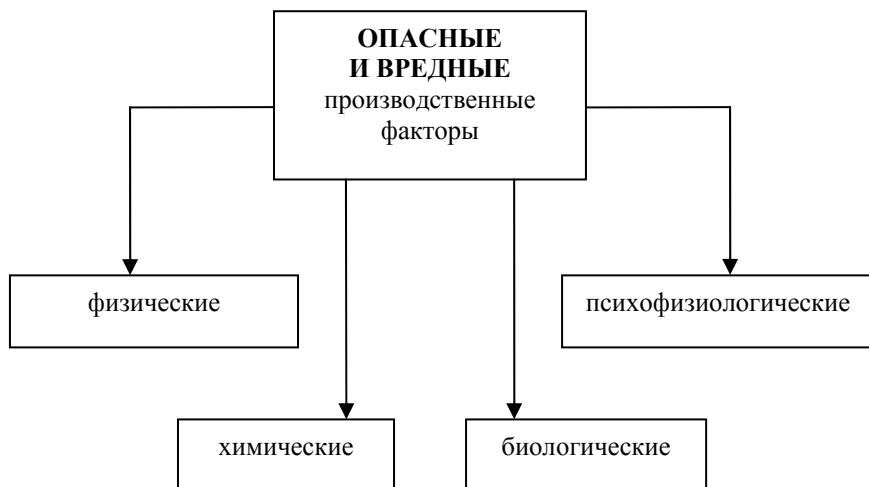 ОПАСНЫЕ
И ВРЕДНЫЕ
производственные
факторы
физические
психофизиологические
химические
биологические